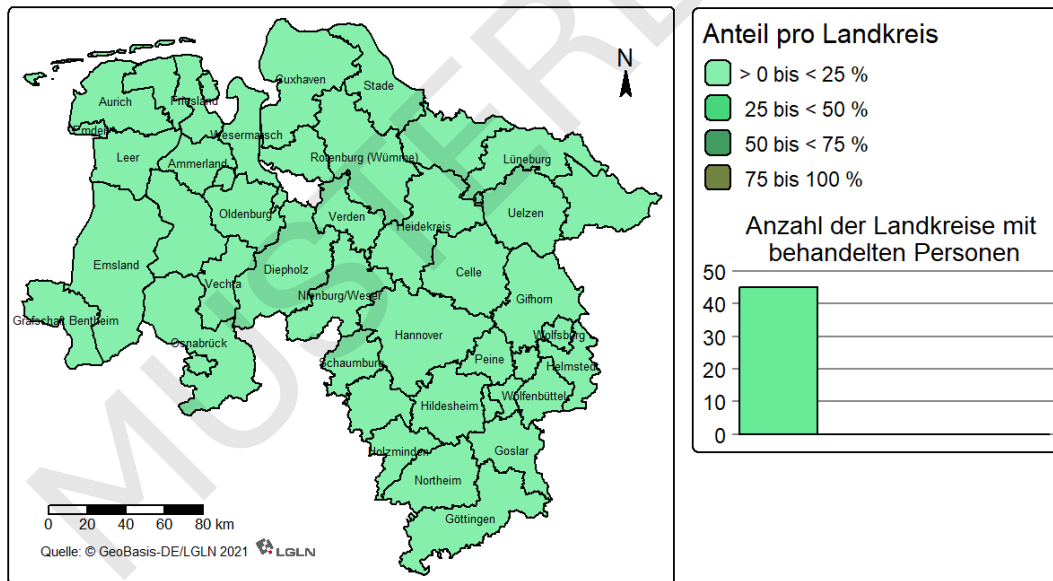 MUSTER
Cuxhaven
Stade
Aurich
Friesland
Emden
Wesermarsch
Leer
Ammerland
Rotenburg (Wümme)
Lüneburg
Oldenburg
Verden
Uelzen
Heidekreis
Emsland
Diepholz
Celle
Vechta
Nienburg/Weser
Gifhorn
Grafschaft Bentheim
Hannover
Wolfsburg
Osnabrück
Schaumburg
Peine
Helmstedt
Wolfenbüttel
Hildesheim
Holzminden
Goslar
Northeim
Göttingen
N
0 20 40 60 80 km
Quelle: © GeoBasis-DE/LGLN 2021 LGLN
Anteil pro Landkreis
> 0 bis < 25 %
25 bis < 50 %
50 bis < 75 %
75 bis 100 %
Anzahl der Landkreise mit
behandelten Personen
50
40
30
20
10
0